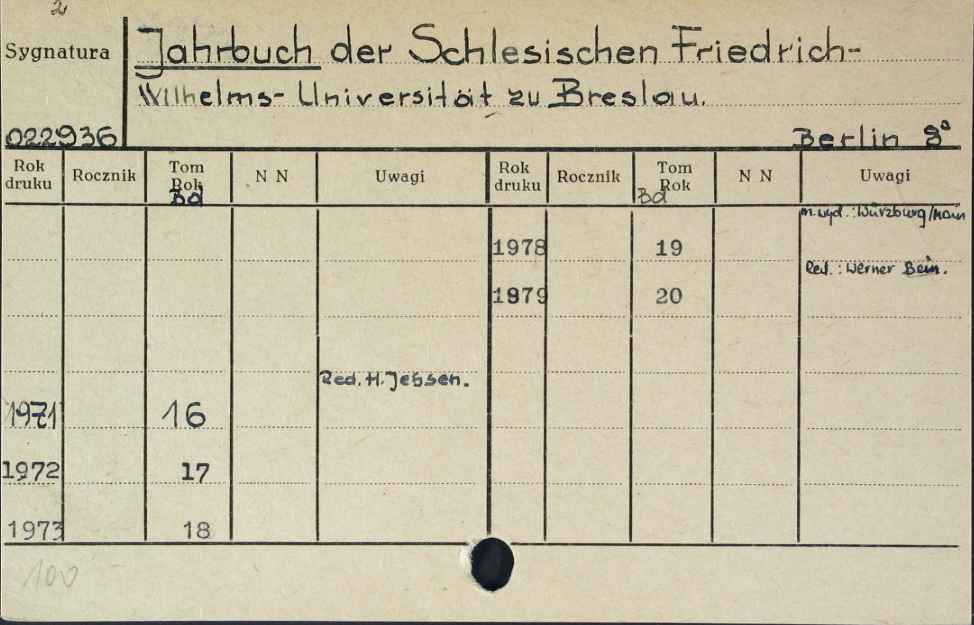 2
Sygnatura
Jahrbuch der Schlesischen Friedrich-
Wilhelms-Universität zu Breslau.
022936
Berlin 8°
Rok druku Rocznik Tom Rok Bd N N Uwagi Rok druku Rocznik Tom Rok Bd N N Uwagi
m. wyd.: Würzburg/Main
1978 19
Red.: Werner Bein.
1979 20
Red. H. Jessen.
1971 16
1972 17
1973 18
100